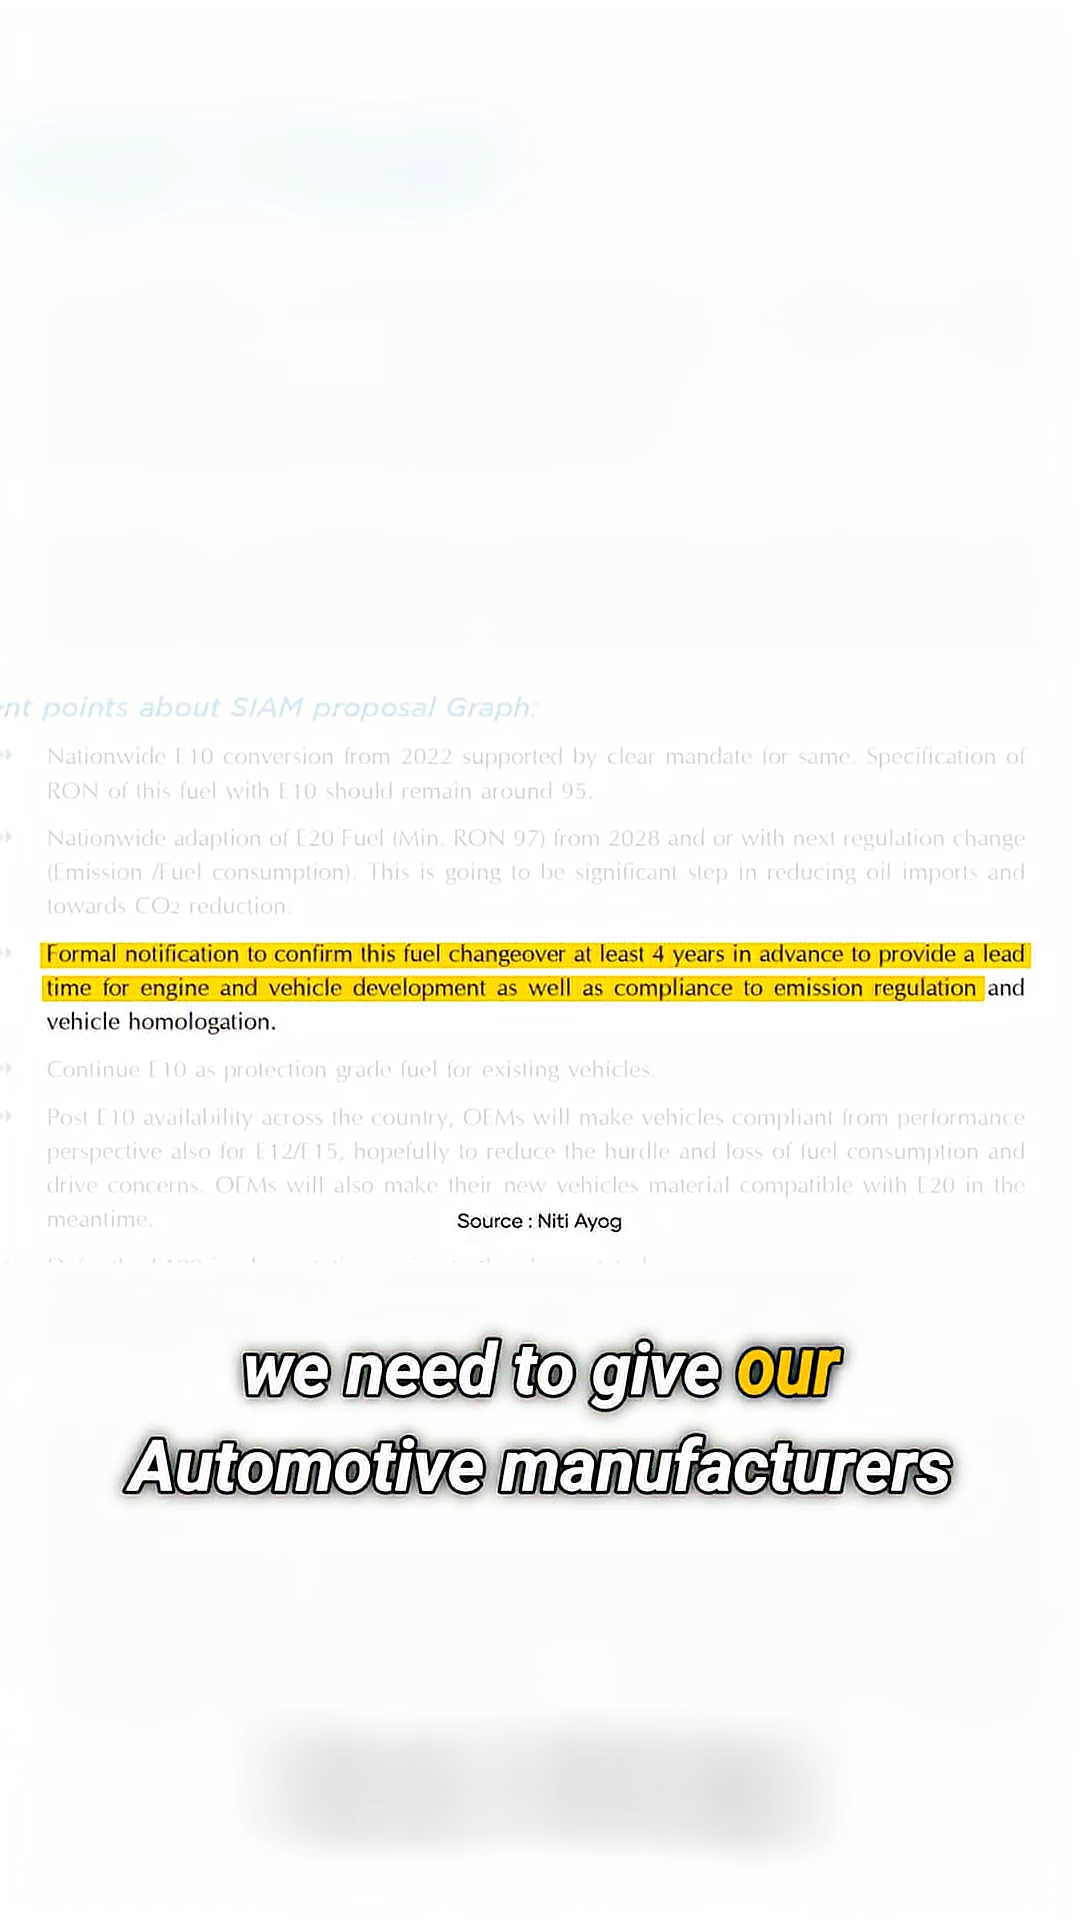 nt points about SIAM proposal Graph:
Nationwide E10 conversion from 2022 supported by clear mandate for same. Specification of
RON of this fuel with E10 should remain around 95.
Nationwide adaption of E20 Fuel (Min. RON 97) from 2028 and or with next regulation change
(Emission /Fuel consumption). This is going to be significant step in reducing oil imports and
towards CO2 reduction.
Formal notification to confirm this fuel changeover at least 4 years in advance to provide a lead
time for engine and vehicle development as well as compliance to emission regulation and
vehicle homologation.
Continue E10 as protection grade fuel for existing vehicles.
Post E10 availability across the country, OEMs will make vehicles compliant from performance
perspective also for E12/E15, hopefully to reduce the hurdle and loss of fuel consumption and
drive concerns. OEMs will also make their new vehicles material compatible with E20 in the
meantime.
Source : Niti Ayog
we need to give our
Automotive manufacturers